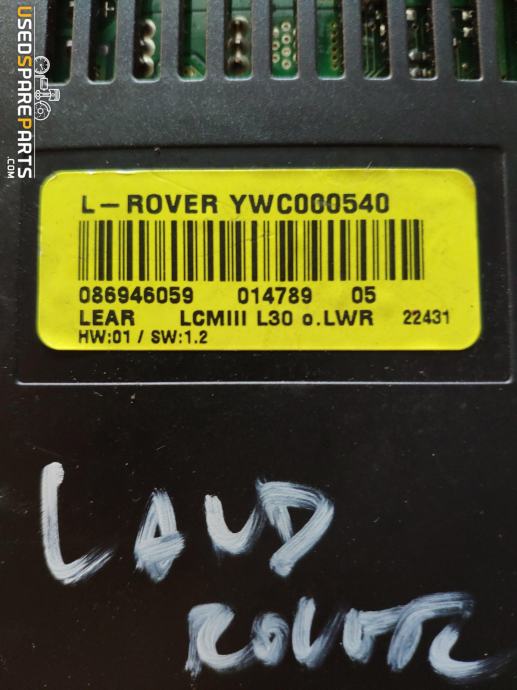 USEDSPAREPARTS.COM
L-ROVER YWC000540
086946059 014789 05
LEAR LCMIII L30 o.LWR 22431
HW:01 / SW:1.2
LAND
ROVER